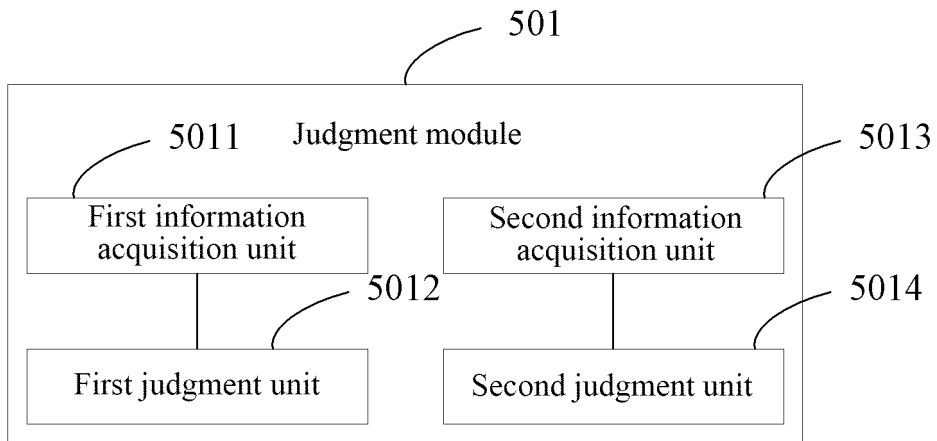 501
Judgment module
5011
5013
First information
acquisition unit
Second information
acquisition unit
5012
5014
First judgment unit
Second judgment unit